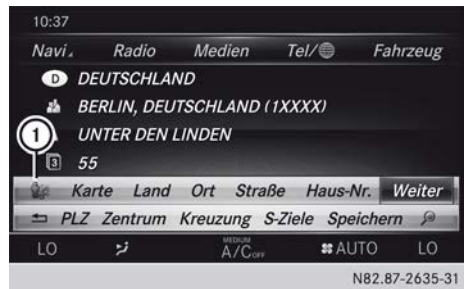 10:37
Navi Radio Medien Tel/ Fahrzeug
D DEUTSCHLAND
BERLIN, DEUTSCHLAND (1XXXX)
1 UNTER DEN LINDEN
3 55
Karte Land Ort Straße Haus-Nr. Weiter
PLZ Zentrum Kreuzung S-Ziele Speichern
LO MEDIUM A/C OFF AUTO LO
N82.87-2635-31